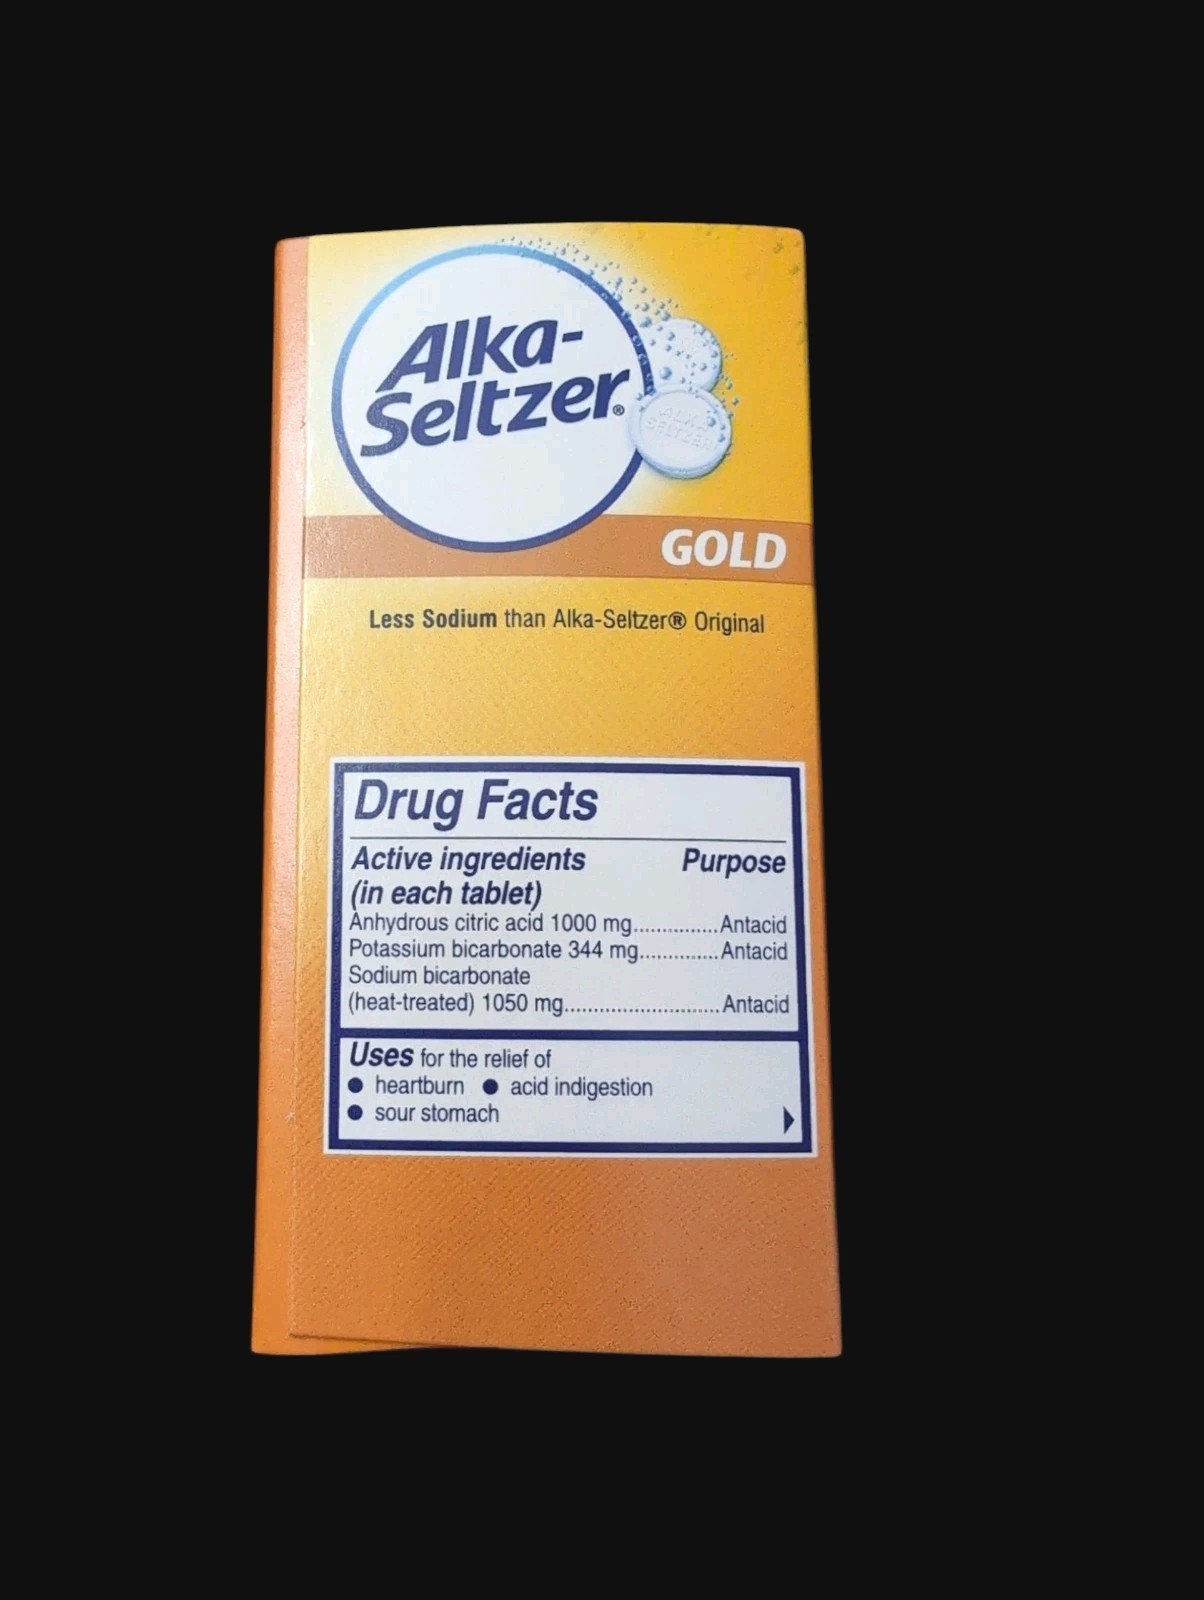 Alka-
Seltzer®
ALKA
SELTZER
GOLD
Less Sodium than Alka-Seltzer® Original
Drug Facts
Active ingredients Purpose
(in each tablet)
Anhydrous citric acid 1000 mg...............Antacid
Potassium bicarbonate 344 mg..............Antacid
Sodium bicarbonate
(heat-treated) 1050 mg...........................Antacid
Uses for the relief of
● heartburn ● acid indigestion
● sour stomach